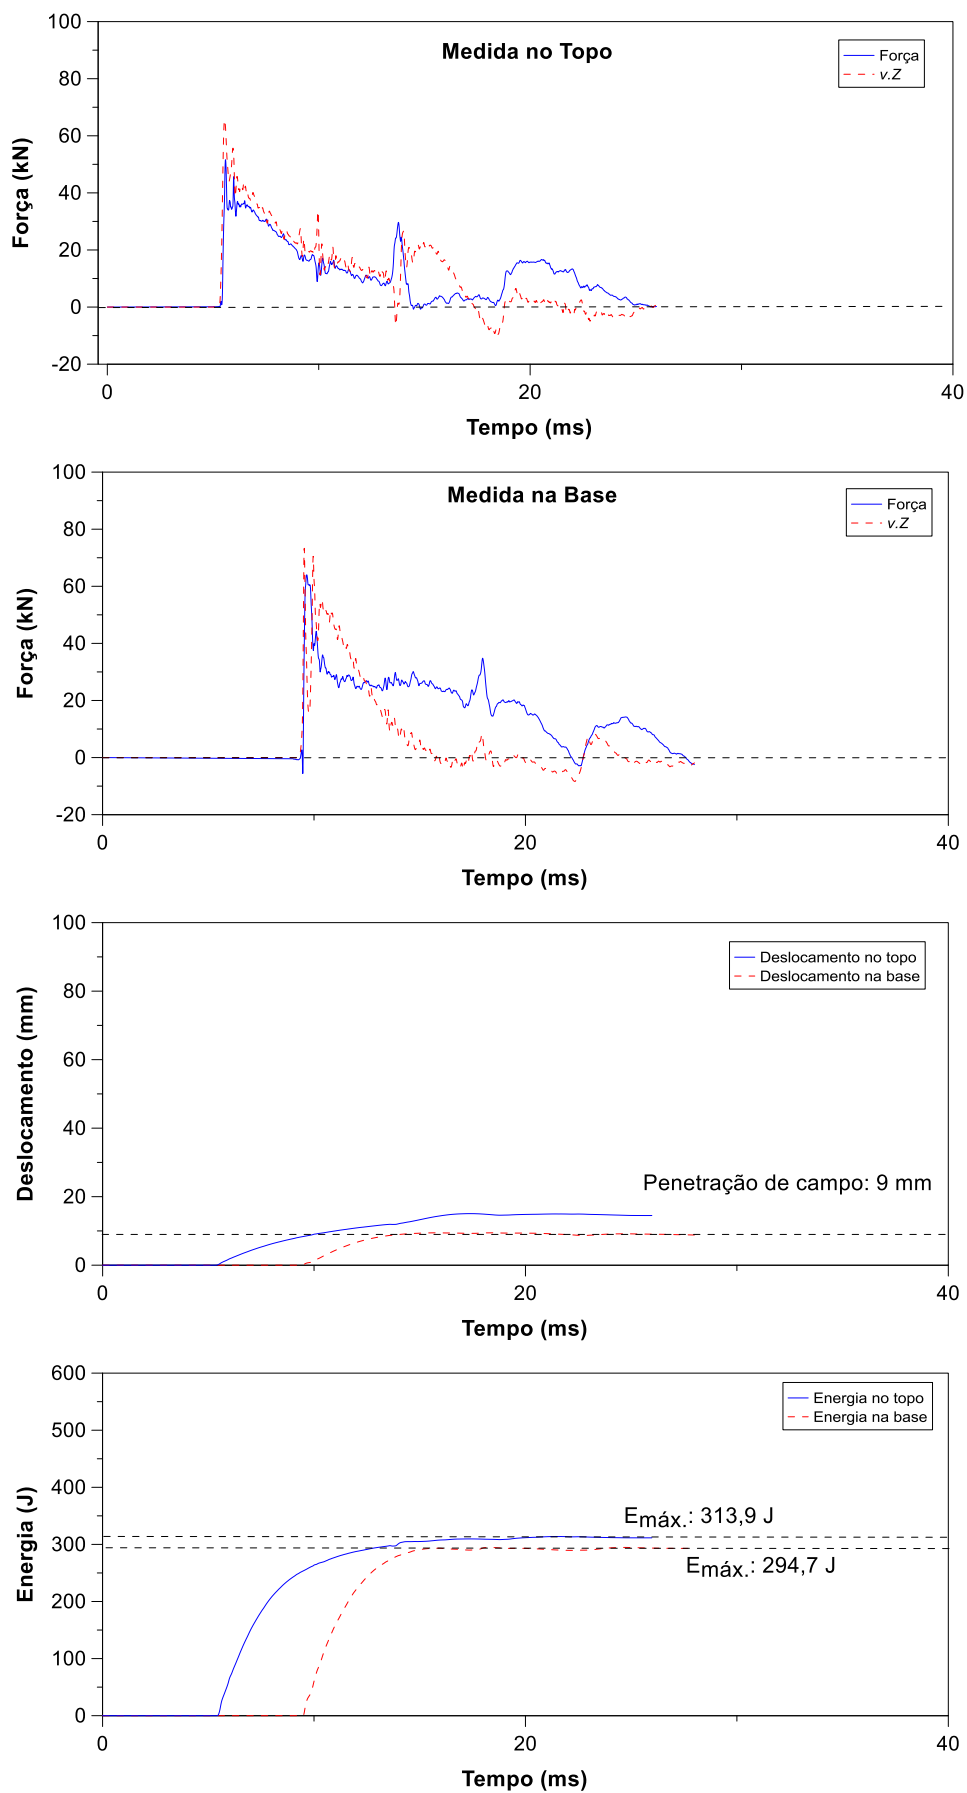 100
80
60
40
20
0
-20
Força (kN)
Medida no Topo
Força
v.Z
0
20
40
Tempo (ms)
100
80
60
40
20
0
-20
Força (kN)
Medida na Base
Força
v.Z
0
20
40
Tempo (ms)
100
80
60
40
20
0
Deslocamento (mm)
Deslocamento no topo
Deslocamento na base
Penetração de campo: 9 mm
0
20
40
Tempo (ms)
600
500
400
300
200
100
0
Energia (J)
Energia no topo
Energia na base
Emáx.: 313,9 J
Emáx.: 294,7 J
0
20
40
Tempo (ms)